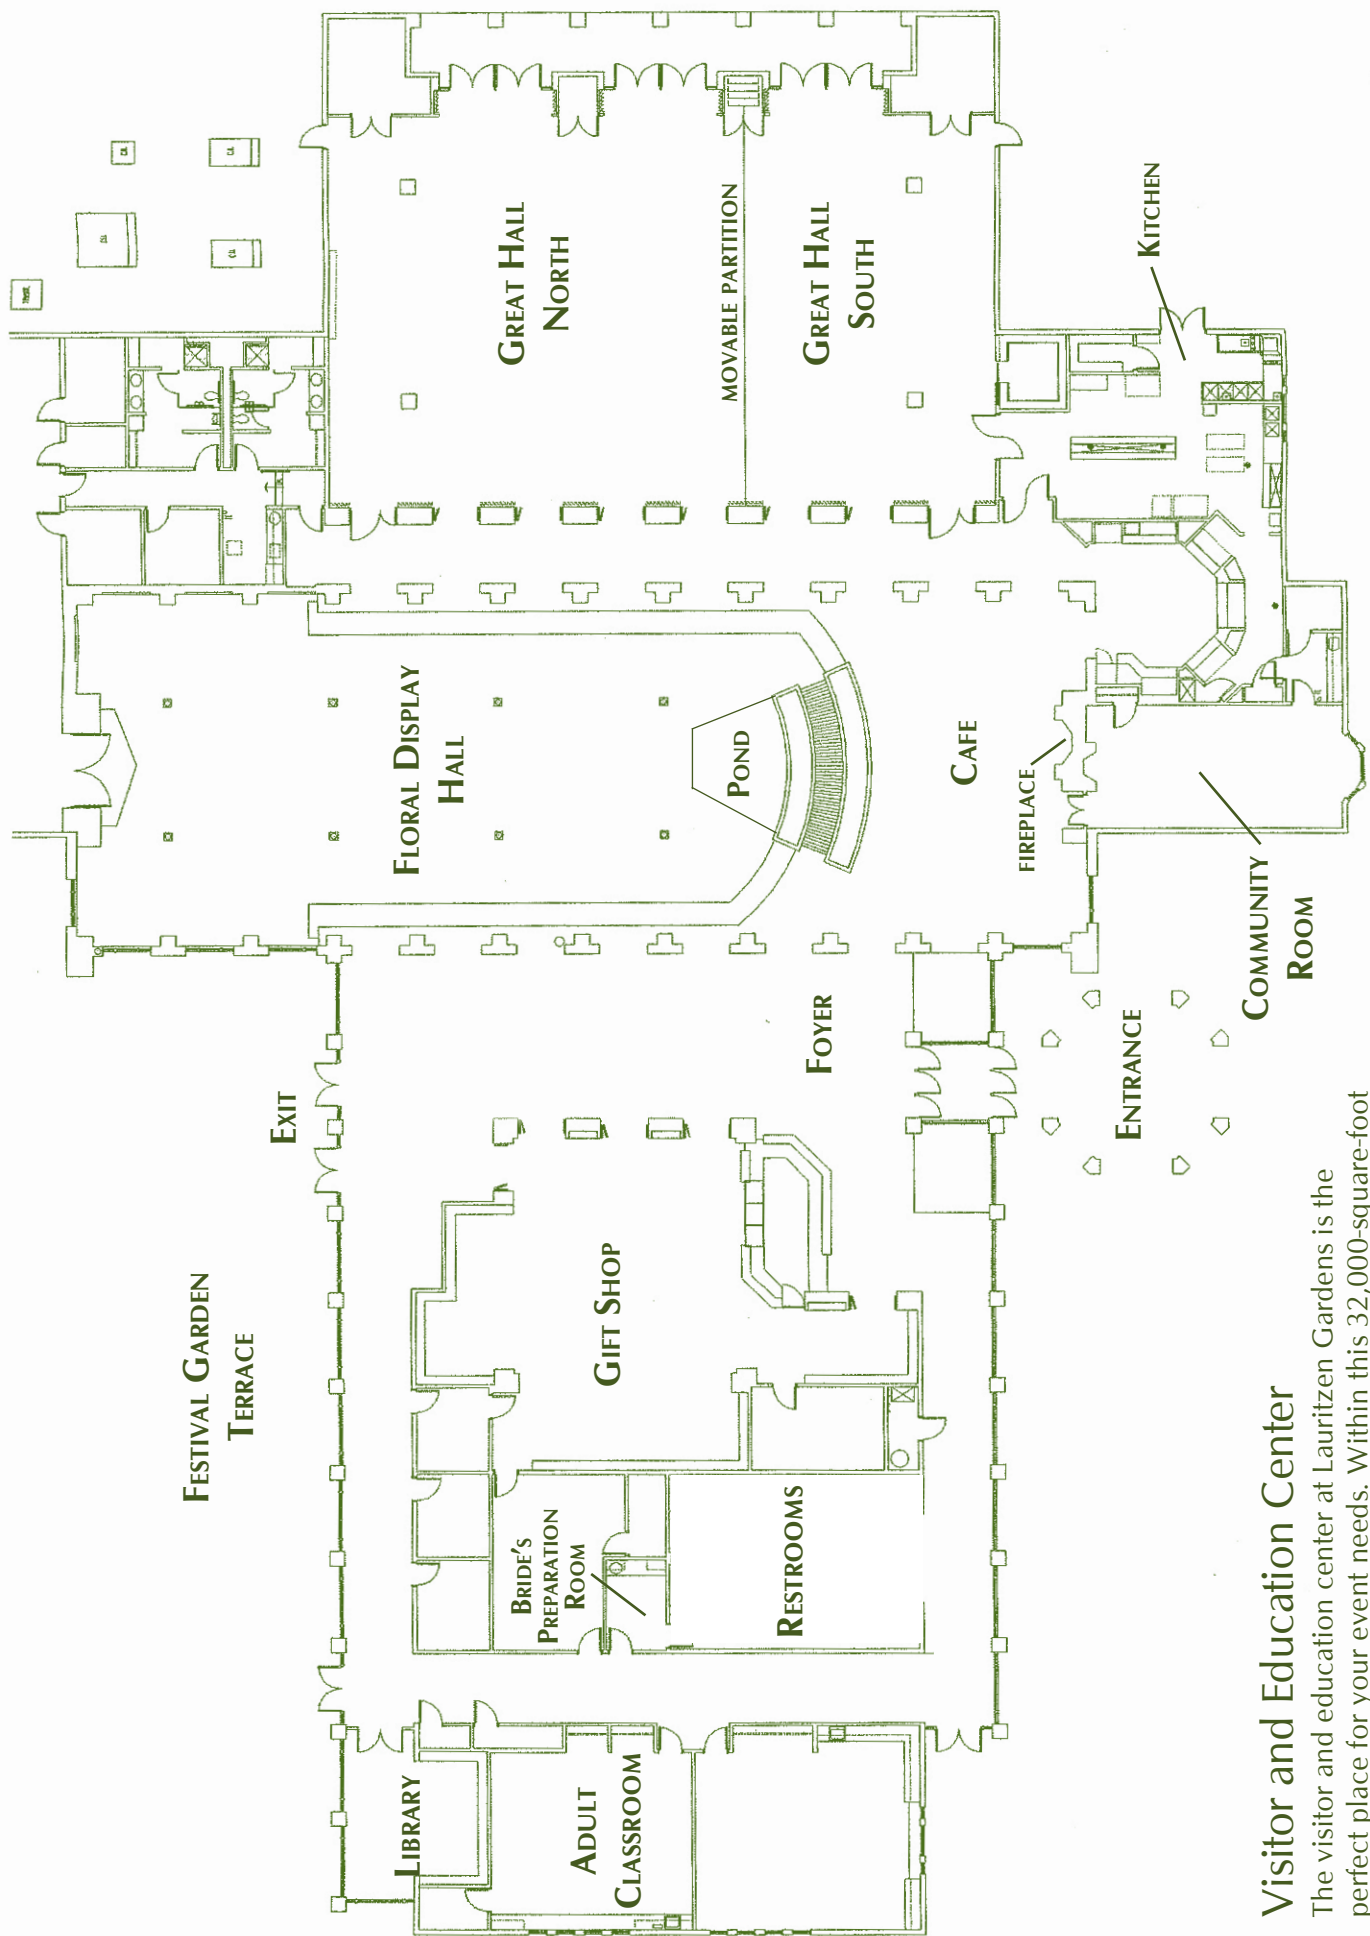 FESTIVAL GARDEN
TERRACE
EXIT
LIBRARY
ADULT
CLASSROOM
BRIDE'S
PREPARATION
ROOM
RESTROOMS
GIFT SHOP
FOYER
ENTRANCE
FLORAL DISPLAY
HALL
POND
CAFE
FIREPLACE
COMMUNITY
ROOM
GREAT HALL
NORTH
MOVABLE PARTITION
GREAT HALL
SOUTH
KITCHEN
Visitor and Education Center
The visitor and education center at Lauritzen Gardens is the
perfect place for your event needs. Within this 32,000-square-foot